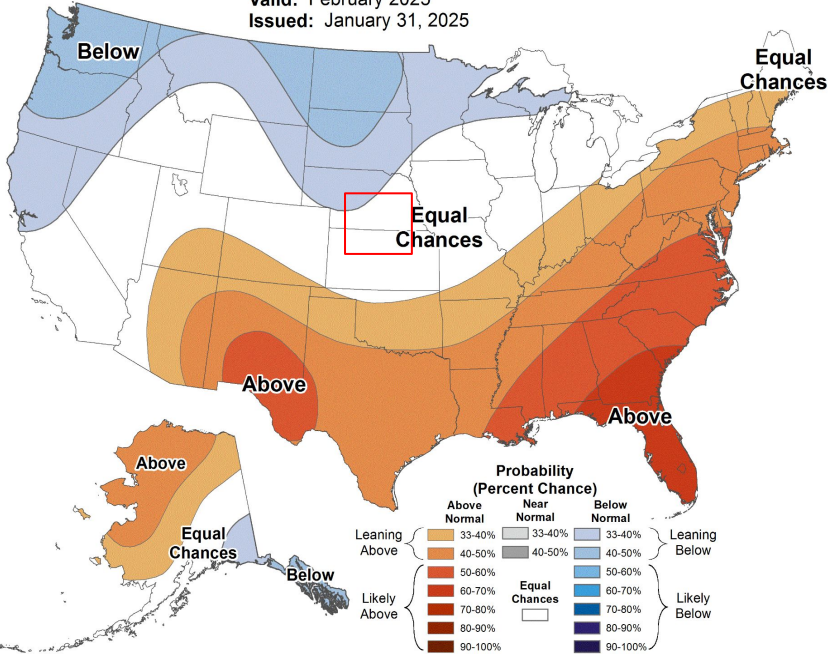 Valid: February 2025
Issued: January 31, 2025
Below
Equal
Chances
Equal
Chances
Above
Above
Above
Equal
Chances
Below
Probability
(Percent Chance)
Above
Normal
Near
Normal
Below
Normal
Leaning
Above
33-40%
40-50%
33-40%
40-50%
33-40%
40-50%
Leaning
Below
Likely
Above
50-60%
60-70%
70-80%
80-90%
90-100%
Equal
Chances
50-60%
60-70%
70-80%
80-90%
90-100%
Likely
Below